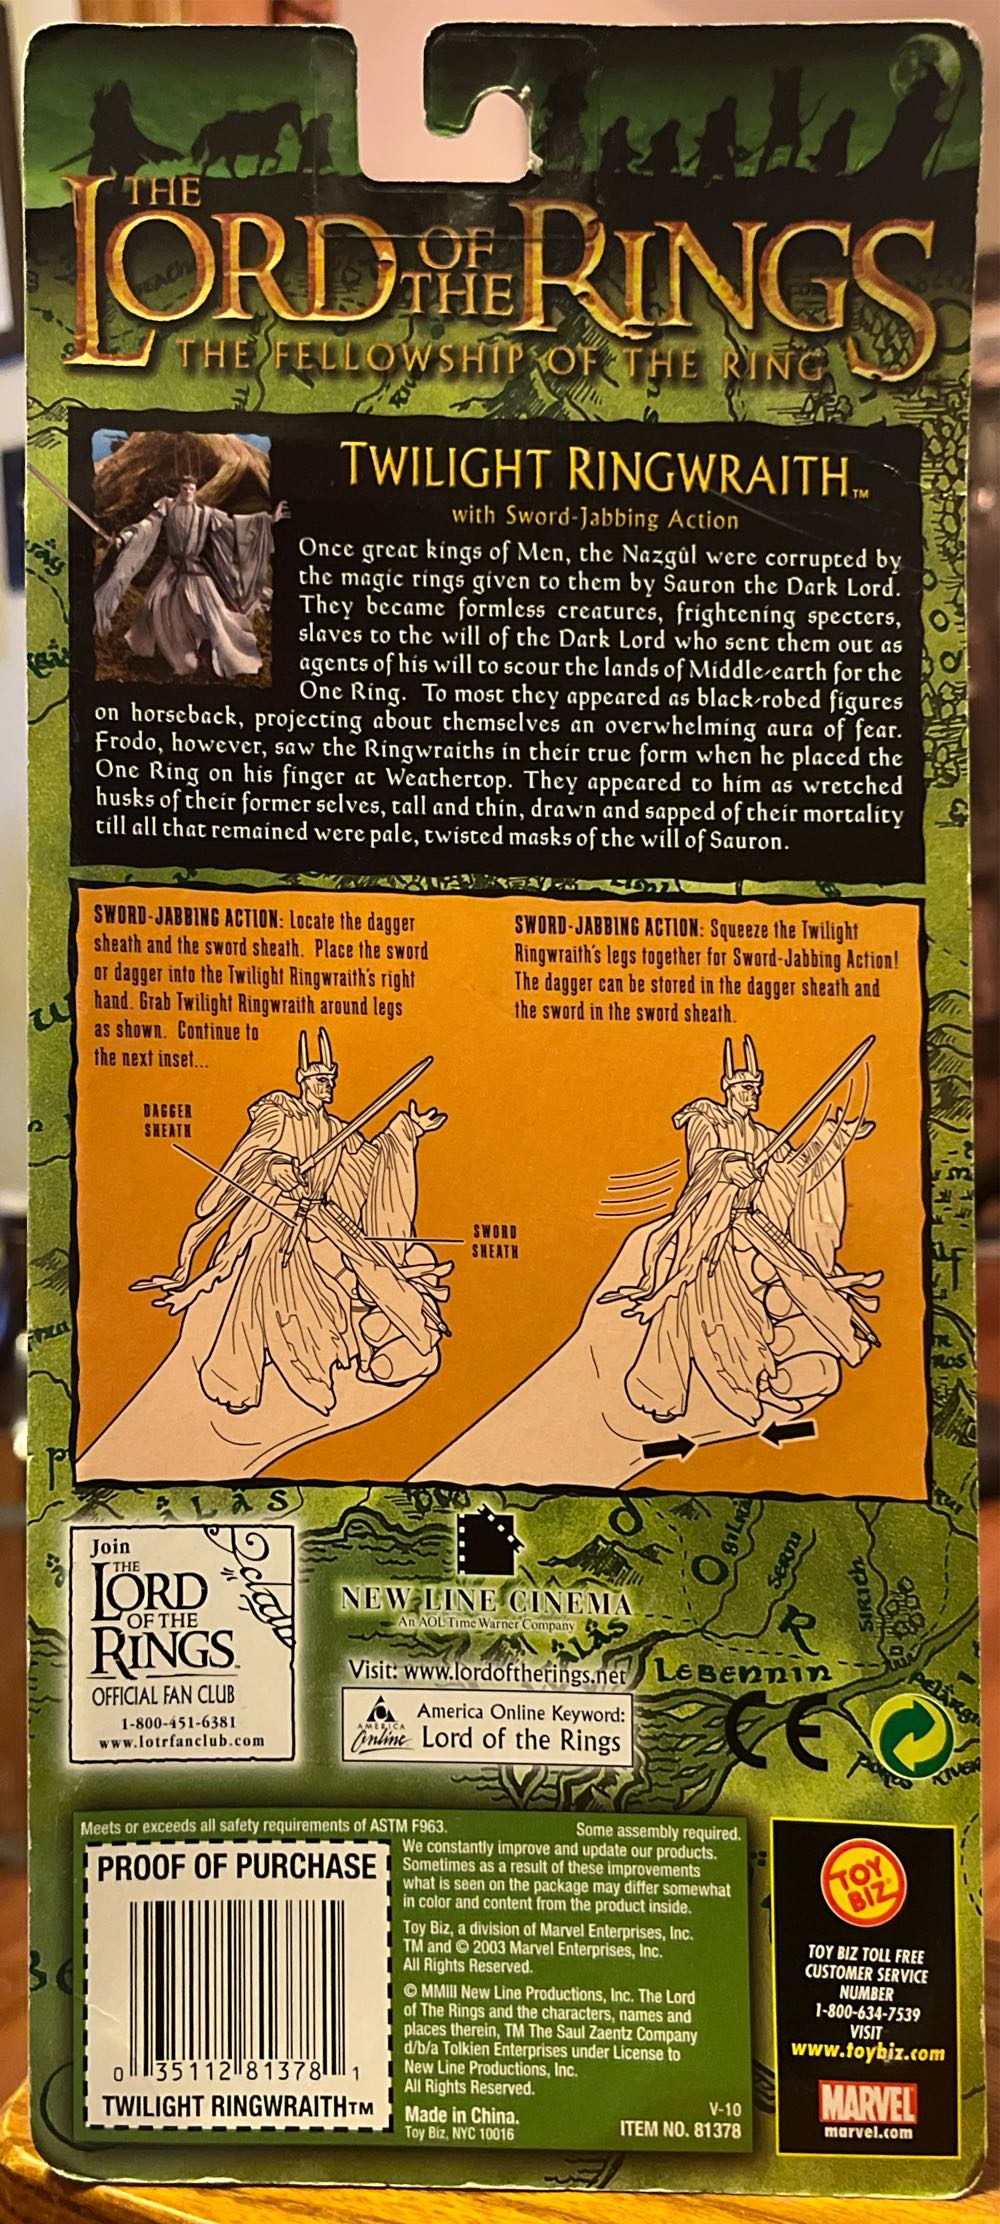 THE
LORD OF THE RINGS
THE FELLOWSHIP OF THE RING
TWILIGHT RINGWRAITH™
with Sword-Jabbing Action
Once great kings of Men, the Nazgûl were corrupted by
the magic rings given to them by Sauron the Dark Lord.
They became formless creatures, frightening specters,
slaves to the will of the Dark Lord who sent them out as
agents of his will to scour the lands of Middle-earth for the
One Ring. To most they appeared as black-robed figures
on horseback, projecting about themselves an overwhelming aura of fear.
Frodo, however, saw the Ringwraiths in their true form when he placed the
One Ring on his finger at Weathertop. They appeared to him as wretched
husks of their former selves, tall and thin, drawn and sapped of their mortality
till all that remained were pale, twisted masks of the will of Sauron.
SWORD-JABBING ACTION: Locate the dagger
sheath and the sword sheath. Place the sword
or dagger into the Twilight Ringwraith's right
hand. Grab Twilight Ringwraith around legs
as shown. Continue to
the next inset...
DAGGER
SHEATH
SWORD
SHEATH
SWORD-JABBING ACTION: Squeeze the Twilight
Ringwraith's legs together for Sword-Jabbing Action!
The dagger can be stored in the dagger sheath and
the sword in the sword sheath.
Join
THE
LORD
OF THE
RINGS™
OFFICIAL FAN CLUB
1-800-451-6381
www.lotrfanclub.com
NEW LINE CINEMA
An AOL Time Warner Company
Visit: www.lordoftherings.net
AMERICA
Online
America Online Keyword:
Lord of the Rings
LEBENNIN
SIRICH
CE
Meets or exceeds all safety requirements of ASTM F963.
Some assembly required.
PROOF OF PURCHASE
0 35112 81378 1
TWILIGHT RINGWRAITH™
We constantly improve and update our products.
Sometimes as a result of these improvements
what is seen on the package may differ somewhat
in color and content from the product inside.
Toy Biz, a division of Marvel Enterprises, Inc.
TM and © 2003 Marvel Enterprises, Inc.
All Rights Reserved.
© MMIII New Line Productions, Inc. The Lord
of The Rings and the characters, names and
places therein, TM The Saul Zaentz Company
d/b/a Tolkien Enterprises under License to
New Line Productions, Inc.
All Rights Reserved.
Made in China.
Toy Biz, NYC 10016
V-10
ITEM NO. 81378
TOY
BIZ
TOY BIZ TOLL FREE
CUSTOMER SERVICE
NUMBER
1-800-634-7539
VISIT
www.toybiz.com
MARVEL
marvel.com